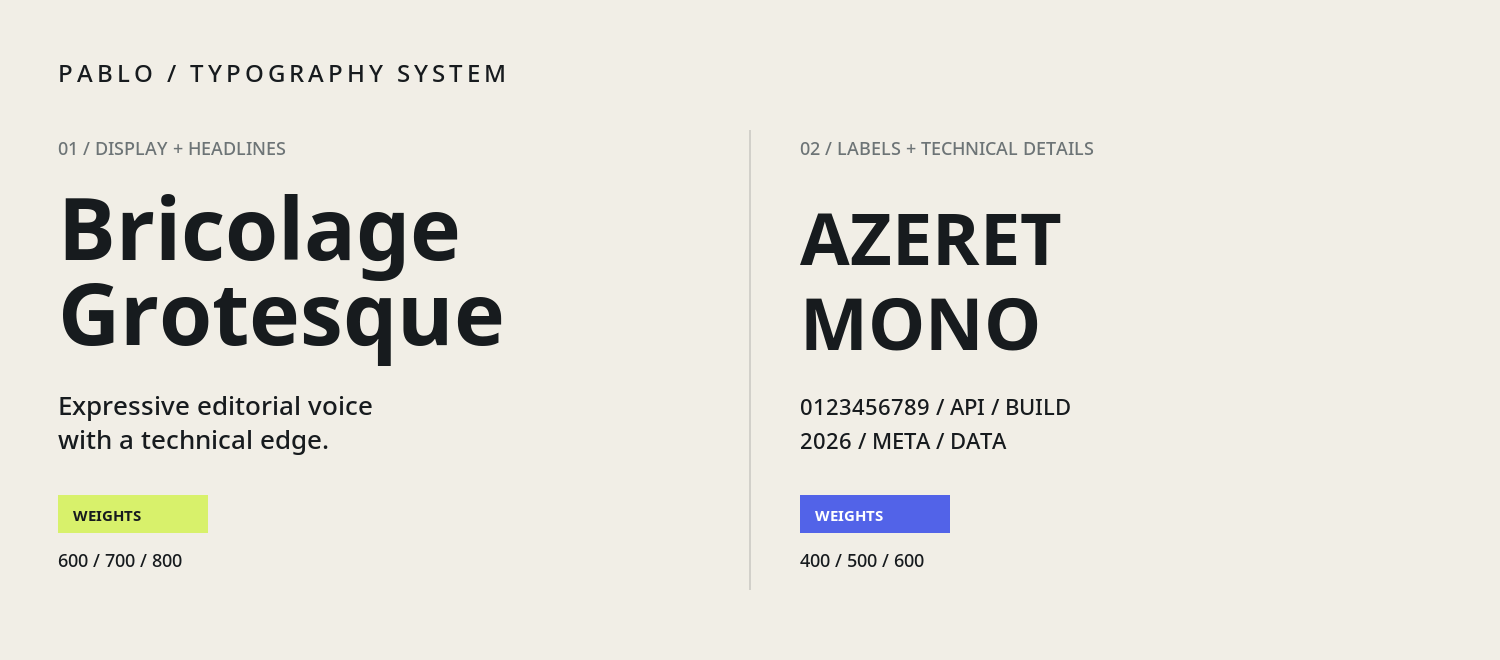 PABLO / TYPOGRAPHY SYSTEM
01 / DISPLAY + HEADLINES
Bricolage
Grotesque
Expressive editorial voice
with a technical edge.
WEIGHTS
600 / 700 / 800
02 / LABELS + TECHNICAL DETAILS
AZERET
MONO
0123456789 / API / BUILD
2026 / META / DATA
WEIGHTS
400 / 500 / 600